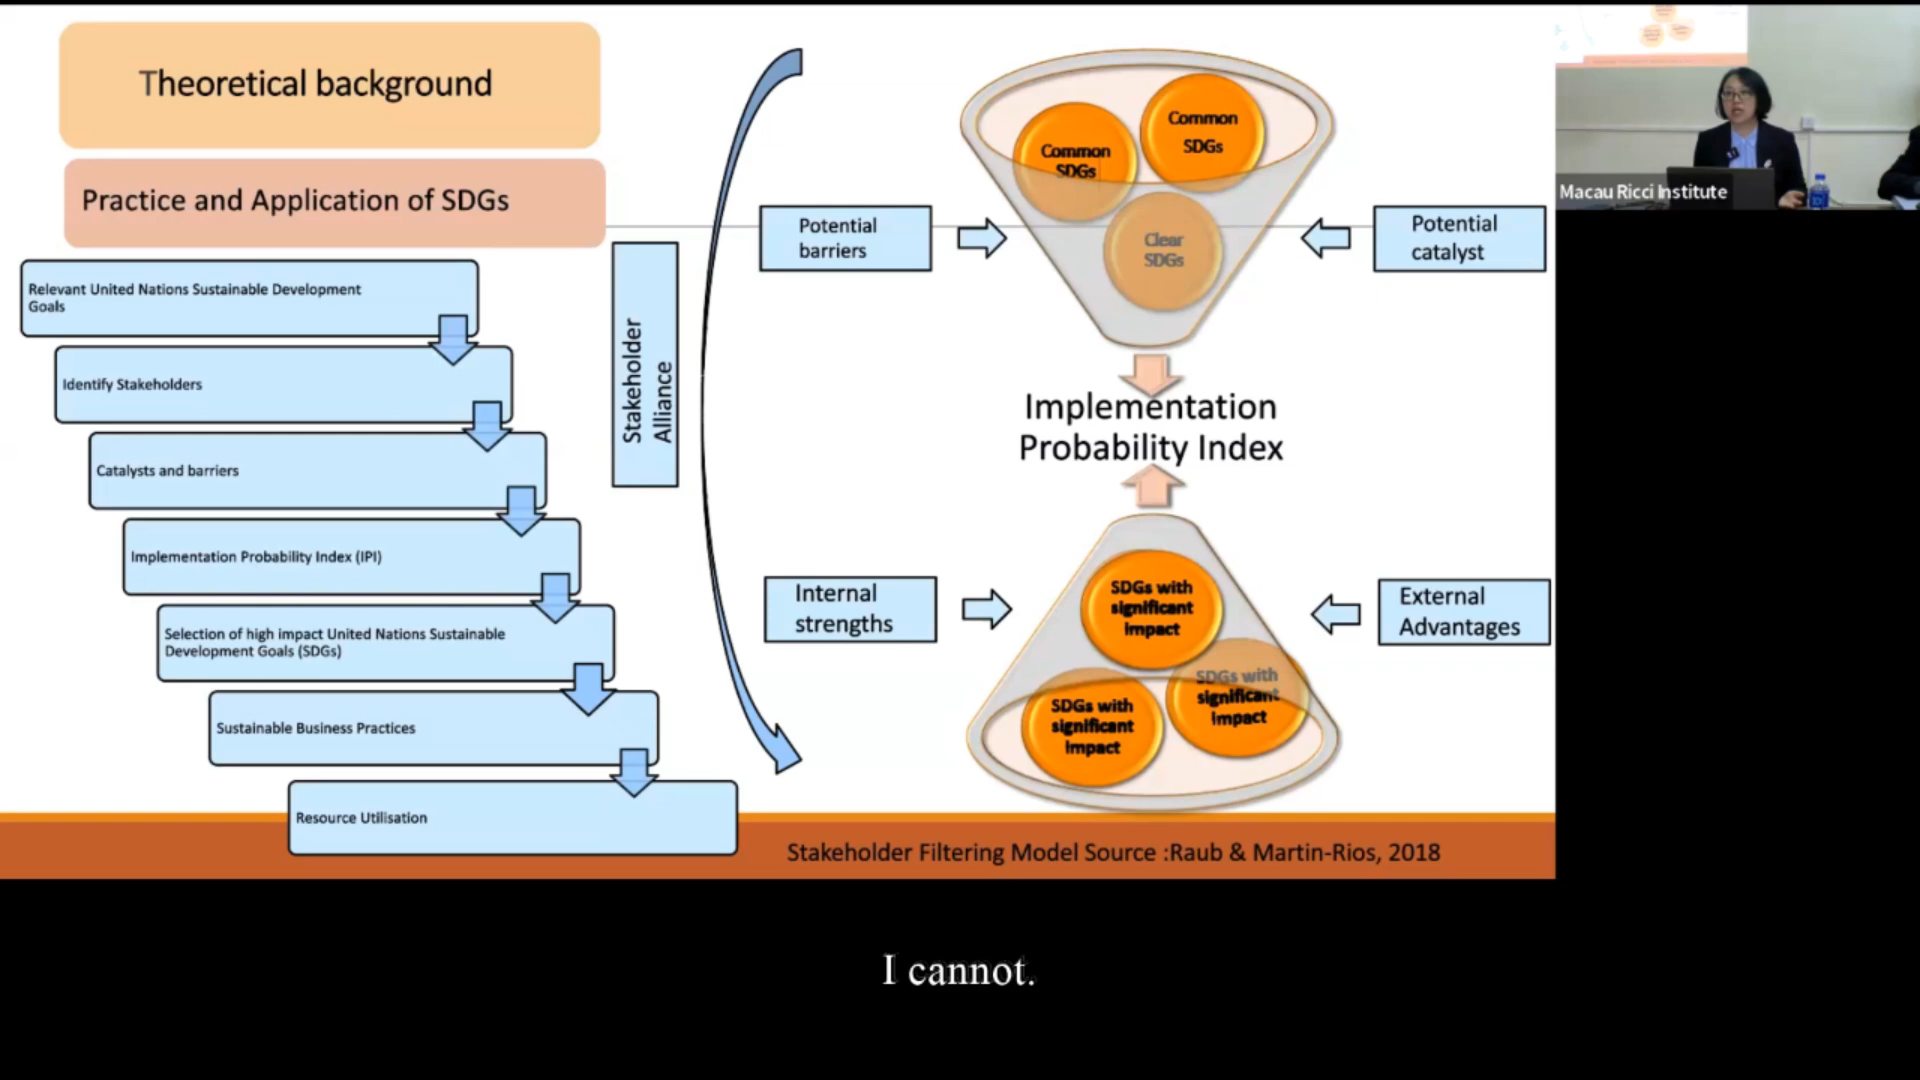 Theoretical background
Practice and Application of SDGs
Relevant United Nations Sustainable Development
Goals
Identify Stakeholders
Catalysts and barriers
Implementation Probability Index (IPI)
Selection of high impact United Nations Sustainable
Development Goals (SDGs)
Sustainable Business Practices
Resource Utilisation
Stakeholder
Alliance
Common
SDGs
Common
SDGs
Clear
SDGs
Potential
barriers
Potential
catalyst
Implementation
Probability Index
Internal
strengths
External
Advantages
SDGs with
significant
impact
SDGs with
significant
impact
SDGs with
significant
impact
Stakeholder Filtering Model Source :Raub & Martin-Rios, 2018
Macau Ricci Institute
I cannot.